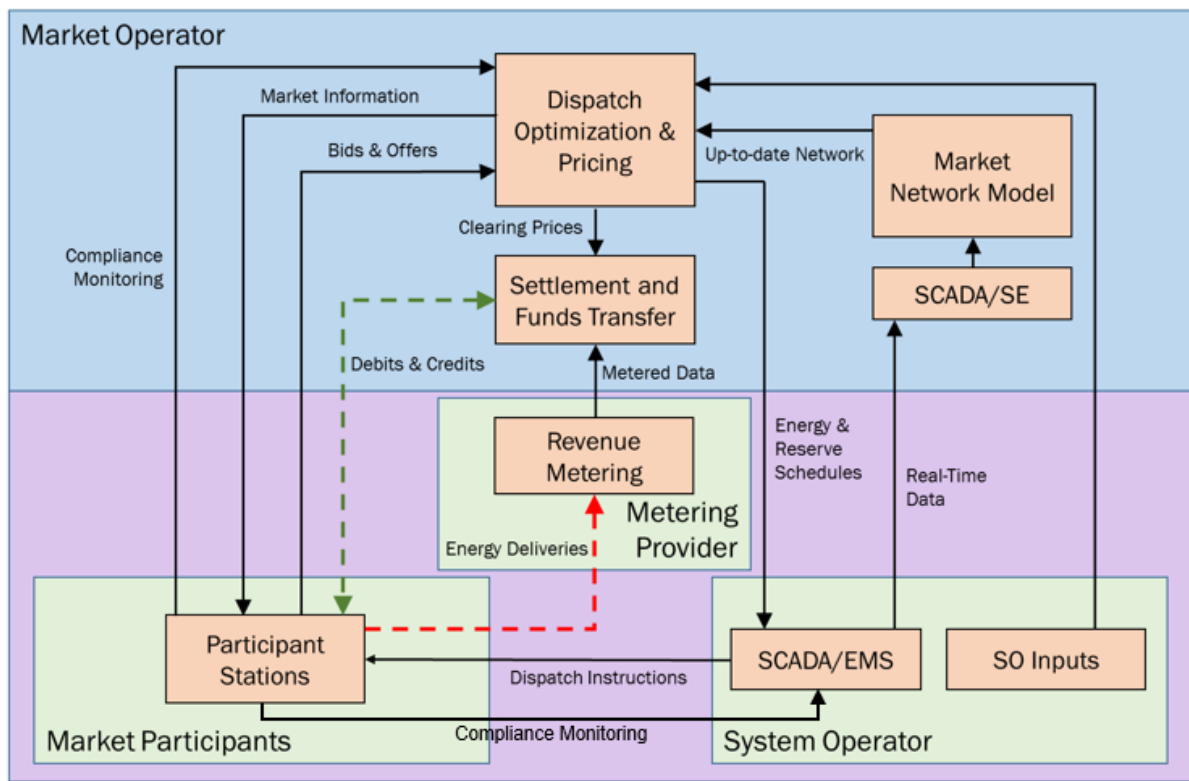 Market Operator
Market Information
Bids & Offers
Compliance
Monitoring
Dispatch
Optimization &
Pricing
Up-to-date Network
Market
Network Model
Clearing Prices
Settlement and
Funds Transfer
SCADA/SE
Debits & Credits
Metered Data
Revenue
Metering
Metering
Provider
Energy Deliveries
Energy &
Reserve
Schedules
Real-Time
Data
Participant
Stations
Dispatch Instructions
SCADA/EMS
SO Inputs
Compliance Monitoring
Market Participants
System Operator